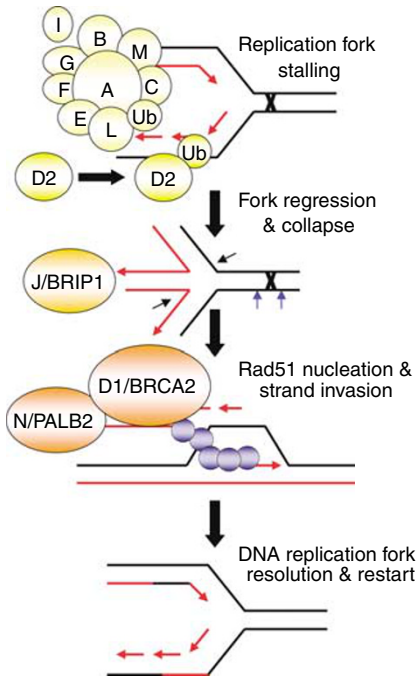 I
B
M
G
A
C
F
E
L
Ub
Replication fork
stalling
D2
D2
Ub
Fork regression
& collapse
J/BRIP1
Rad51 nucleation &
strand invasion
D1/BRCA2
N/PALB2
DNA replication fork
resolution & restart